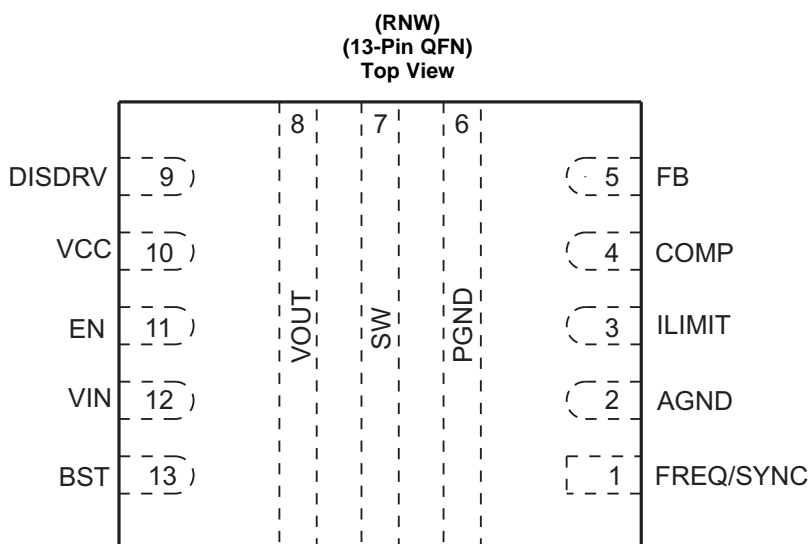 (RNW)
(13-Pin QFN)
Top View
8 7 6
DISDRV 9 5 FB
VCC 10 4 COMP
EN 11 3 ILIMIT
VOUT SW PGND
VIN 12 2 AGND
BST 13 1 FREQ/SYNC